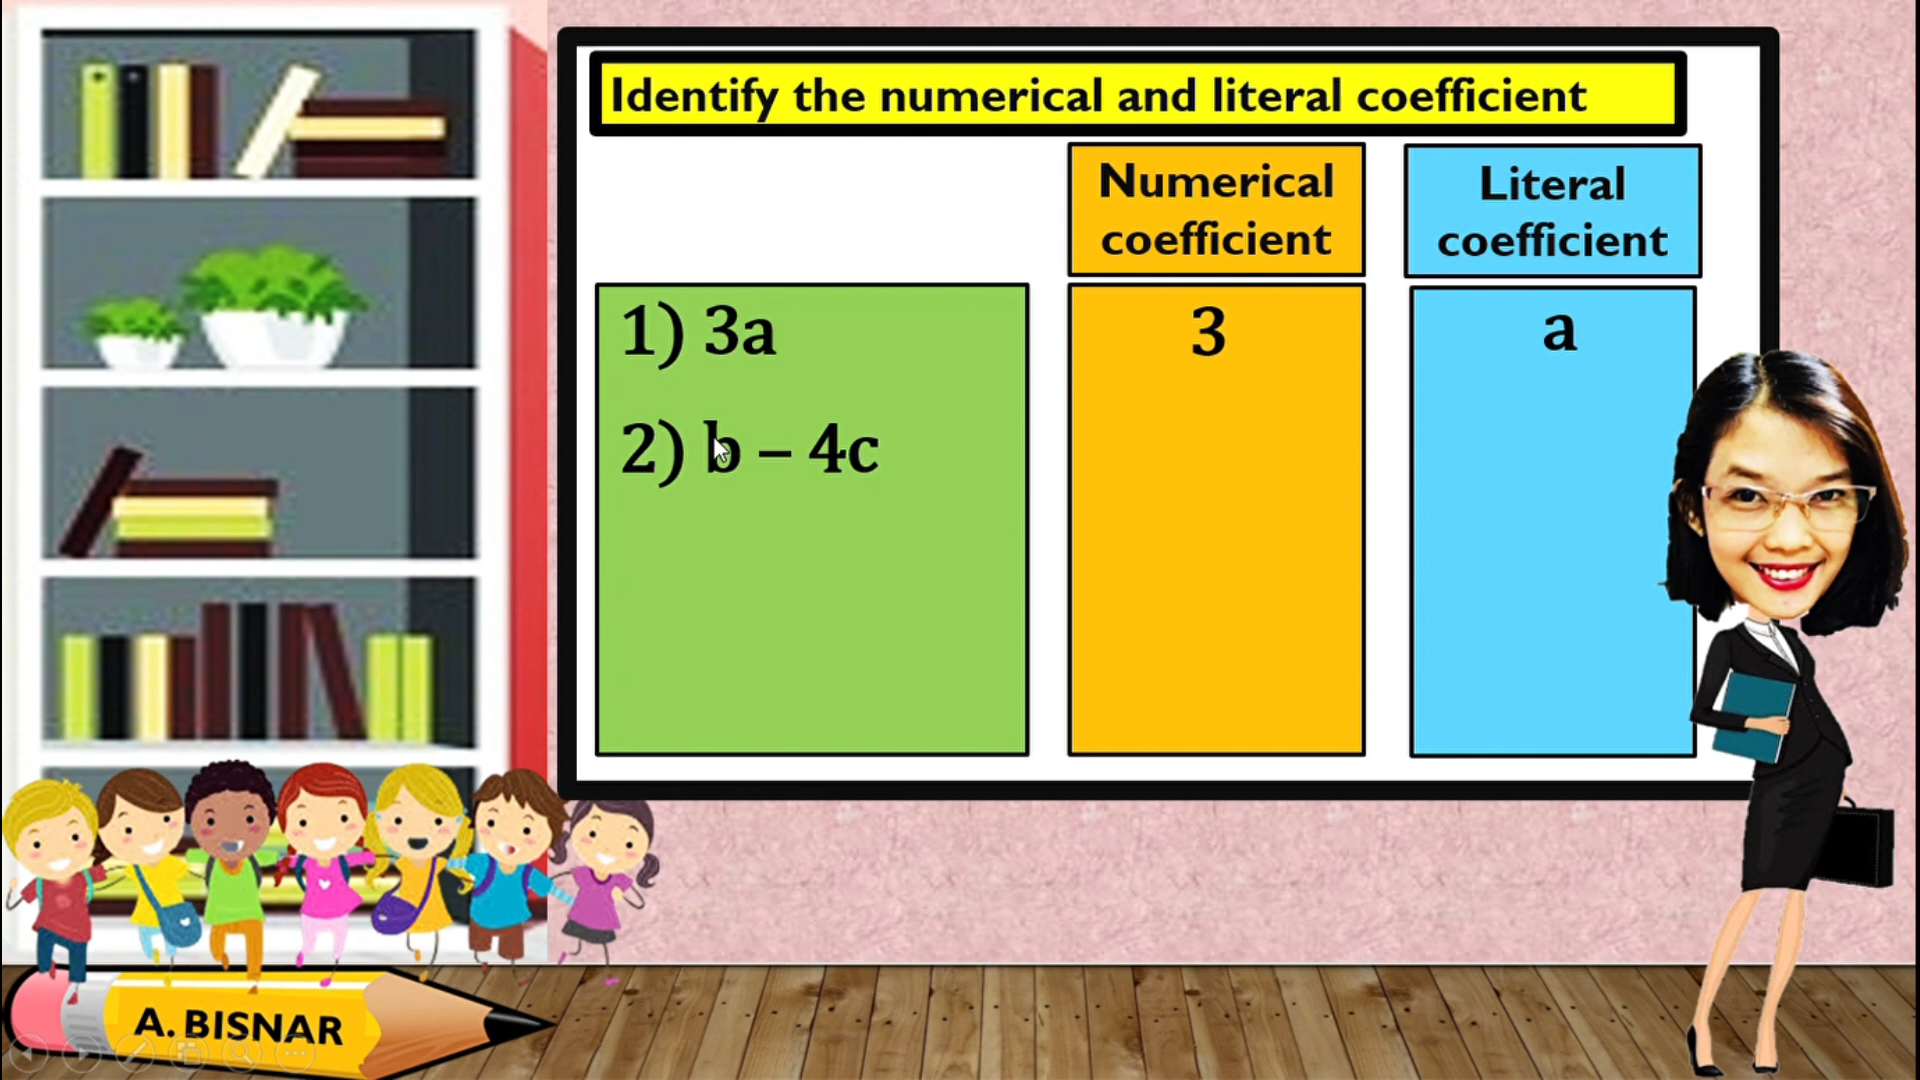 Identify the numerical and literal coefficient
Numerical
coefficient
Literal
coefficient
1) 3a
3
a
2) b – 4c
A. BISNAR